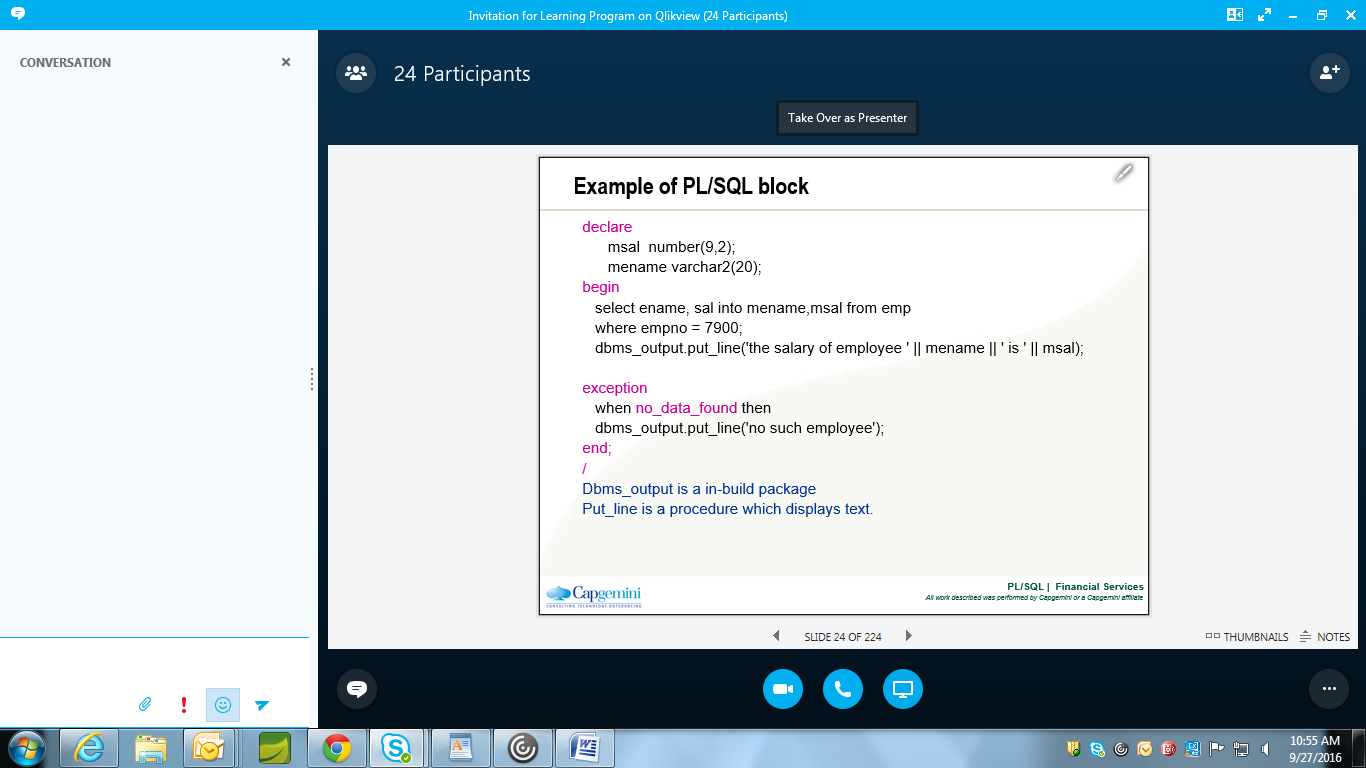 Invitation for Learning Program on Qlikview (24 Participants)
CONVERSATION
24 Participants
Take Over as Presenter
Example of PL/SQL block
declare
msal number(9,2);
mename varchar2(20);
begin
select ename, sal into mename,msal from emp
where empno = 7900;
dbms_output.put_line('the salary of employee ' || mename || ' is ' || msal);
exception
when no_data_found then
dbms_output.put_line('no such employee');
end;
/
Dbms_output is a in-build package
Put_line is a procedure which displays text.
Capgemini
CONSULTING.TECHNOLOGY.OUTSOURCING
PL/SQL | Financial Services
All work described was performed by Capgemini or a Capgemini affiliate
SLIDE 24 OF 224
THUMBNAILS
NOTES
10:55 AM
9/27/2016